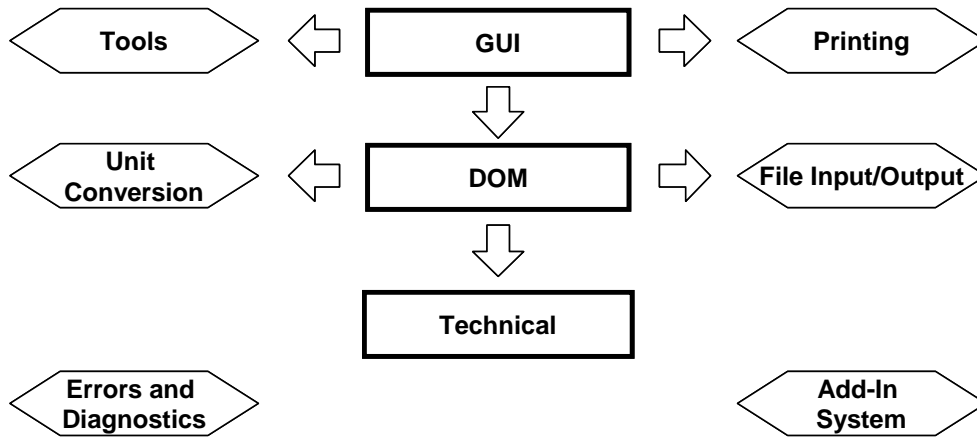 Tools
GUI
Printing
Unit
Conversion
DOM
File Input/Output
Technical
Errors and
Diagnostics
Add-In
System